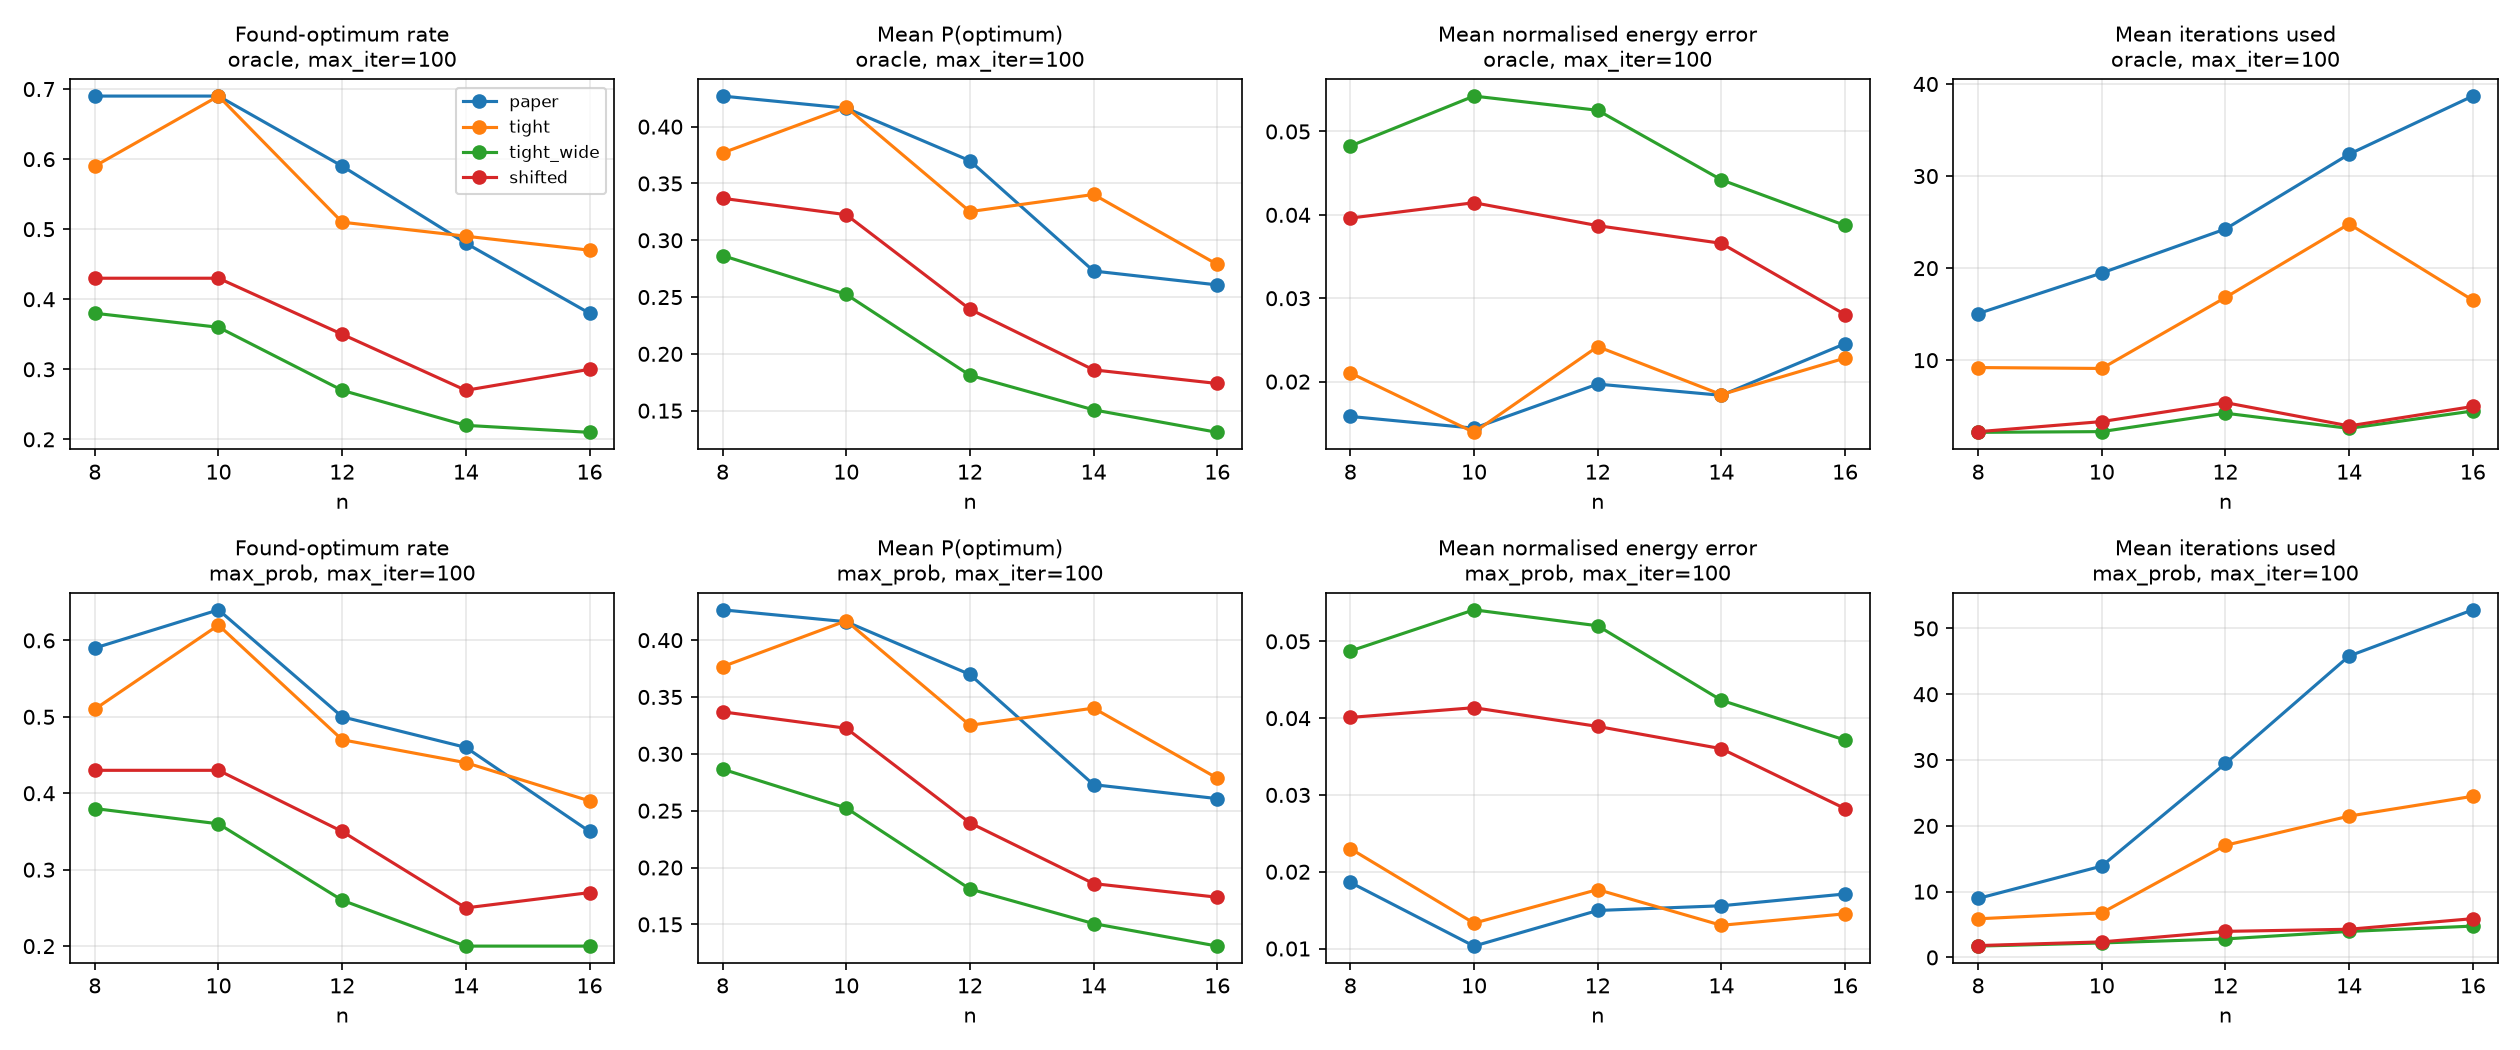 Found-optimum rate
oracle, max_iter=100
0.7
0.6
0.5
0.4
0.3
0.2
8 10 12 14 16
n
paper
tight
tight_wide
shifted
Mean P(optimum)
oracle, max_iter=100
0.40
0.35
0.30
0.25
0.20
0.15
8 10 12 14 16
n
Mean normalised energy error
oracle, max_iter=100
0.05
0.04
0.03
0.02
8 10 12 14 16
n
Mean iterations used
oracle, max_iter=100
40
30
20
10
8 10 12 14 16
n
Found-optimum rate
max_prob, max_iter=100
0.6
0.5
0.4
0.3
0.2
8 10 12 14 16
n
Mean P(optimum)
max_prob, max_iter=100
0.40
0.35
0.30
0.25
0.20
0.15
8 10 12 14 16
n
Mean normalised energy error
max_prob, max_iter=100
0.05
0.04
0.03
0.02
0.01
8 10 12 14 16
n
Mean iterations used
max_prob, max_iter=100
50
40
30
20
10
0
8 10 12 14 16
n